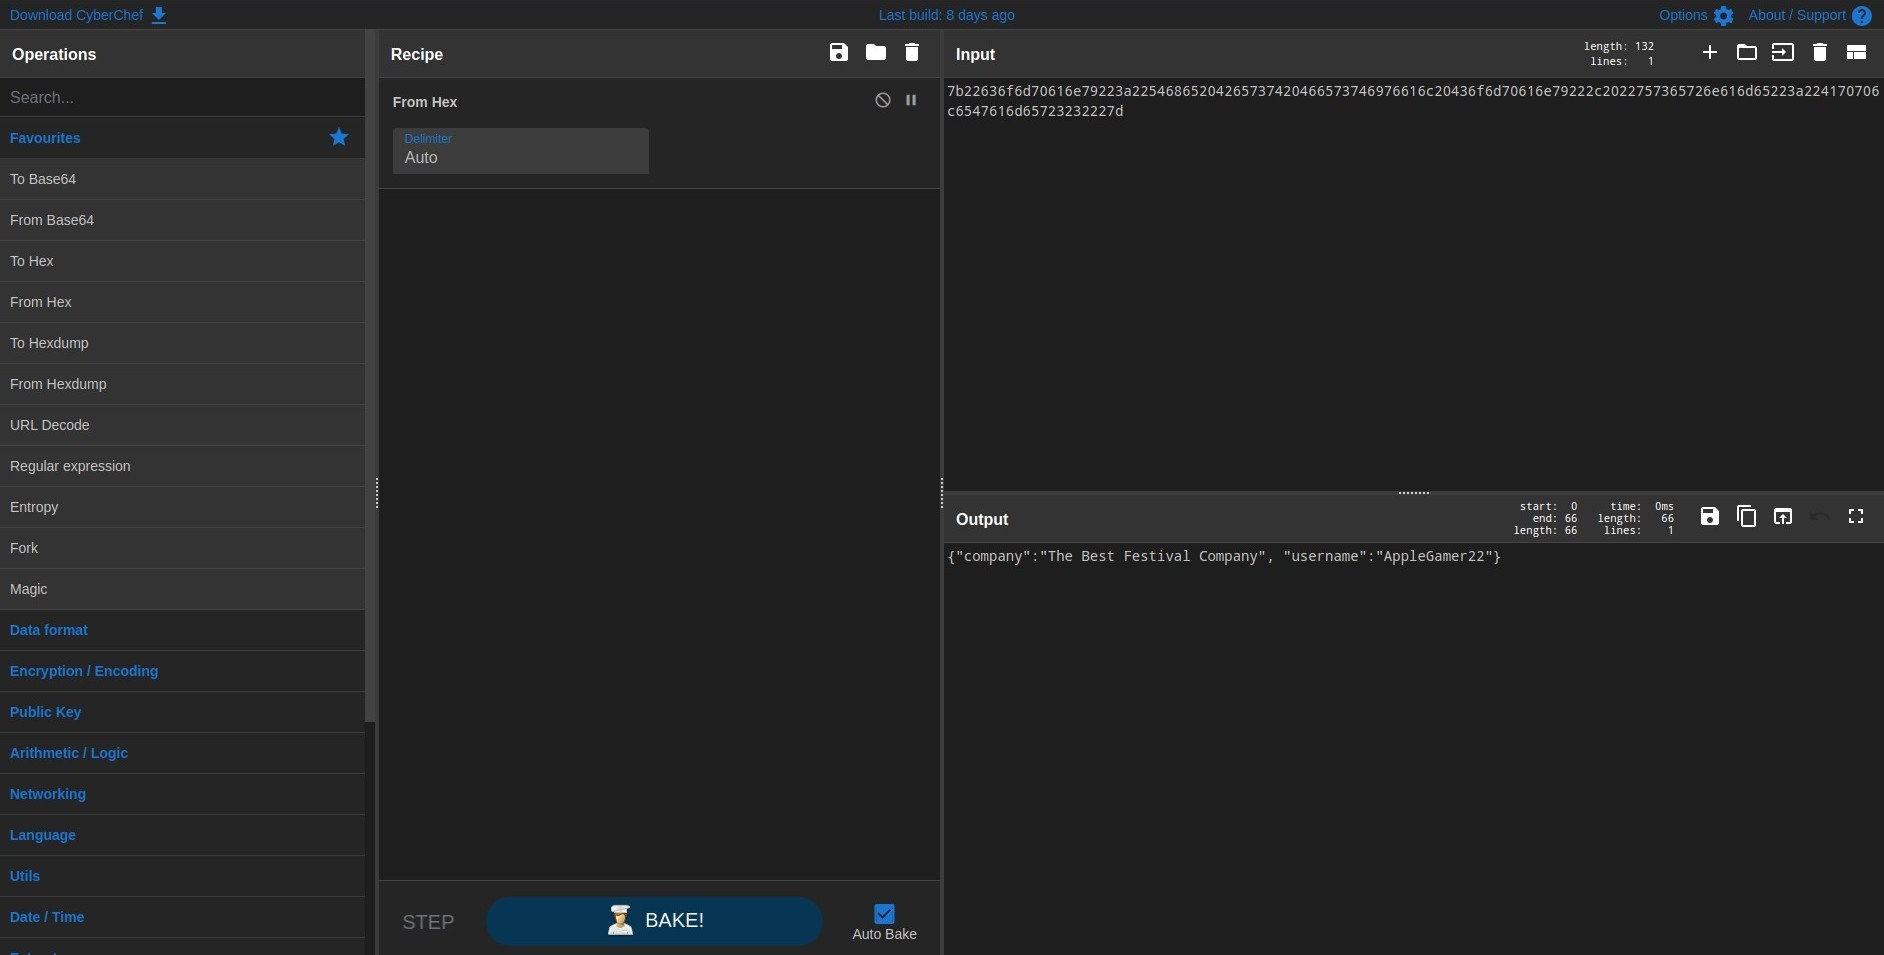 Download CyberChef
Last build: 8 days ago
Options
About / Support
Operations
Search...
Favourites
To Base64
From Base64
To Hex
From Hex
To Hexdump
From Hexdump
URL Decode
Regular expression
Entropy
Fork
Magic
Data format
Encryption / Encoding
Public Key
Arithmetic / Logic
Networking
Language
Utils
Date / Time
Recipe
From Hex
Delimiter
Auto
STEP
BAKE!
Auto Bake
Input
length: 132
lines: 1
7b22636f6d70616e79223a22546865204265737420466573746976616c20436f6d70616e79222c2022757365726e616d65223a224170706
c6547616d65723232227d
Output
start: 0 time: 0ms
end: 66 length: 66
length: 66 lines: 1
{"company":"The Best Festival Company", "username":"AppleGamer22"}